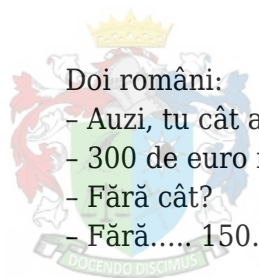 Doi români:
– Auzi, tu cât a
– 300 de euro
– Fără cât?
– Fără..... 150.
DOCENDO DISCIMUS